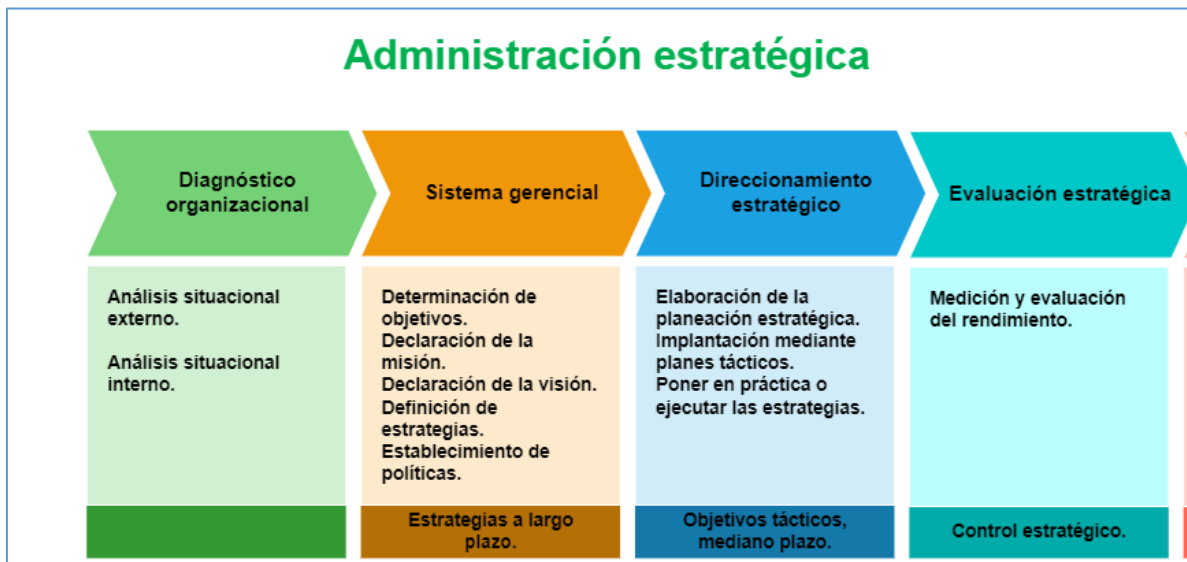 Administración estratégica
Diagnóstico
organizacional
Sistema gerencial
Direccionamiento
estratégico
Evaluación estratégica
Análisis situacional
externo.
Análisis situacional
interno.
Determinación de
objetivos.
Declaración de la
misión.
Declaración de la visión.
Definición de
estrategias.
Establecimiento de
políticas.
Elaboración de la
planeación estratégica.
Implantación mediante
planes tácticos.
Poner en práctica o
ejecutar las estrategias.
Medición y evaluación
del rendimiento.
Estrategias a largo
plazo.
Objetivos tácticos,
mediano plazo.
Control estratégico.